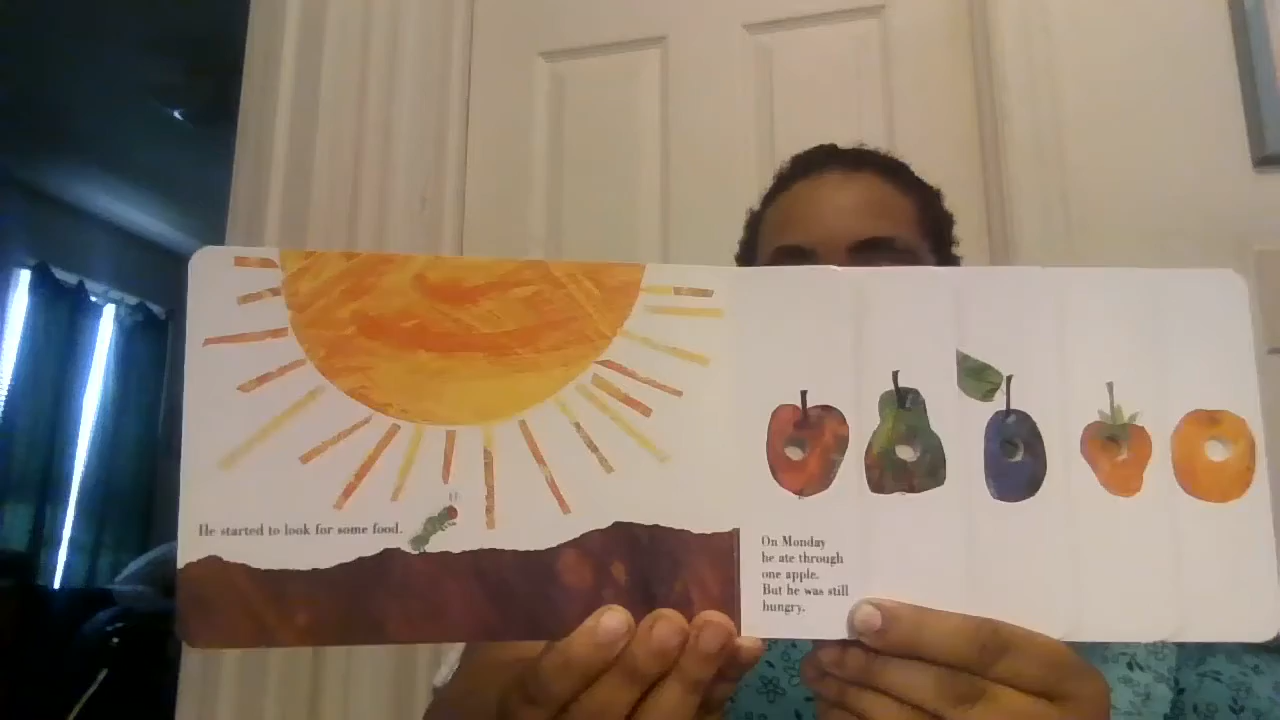 He started to look for some food.
On Monday
he ate through
one apple.
But he was still
hungry.